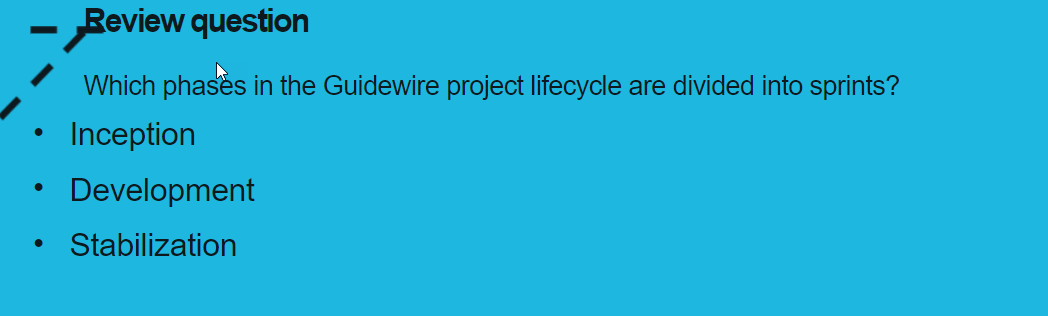 Review question
Which phases in the Guidewire project lifecycle are divided into sprints?
• Inception
• Development
• Stabilization